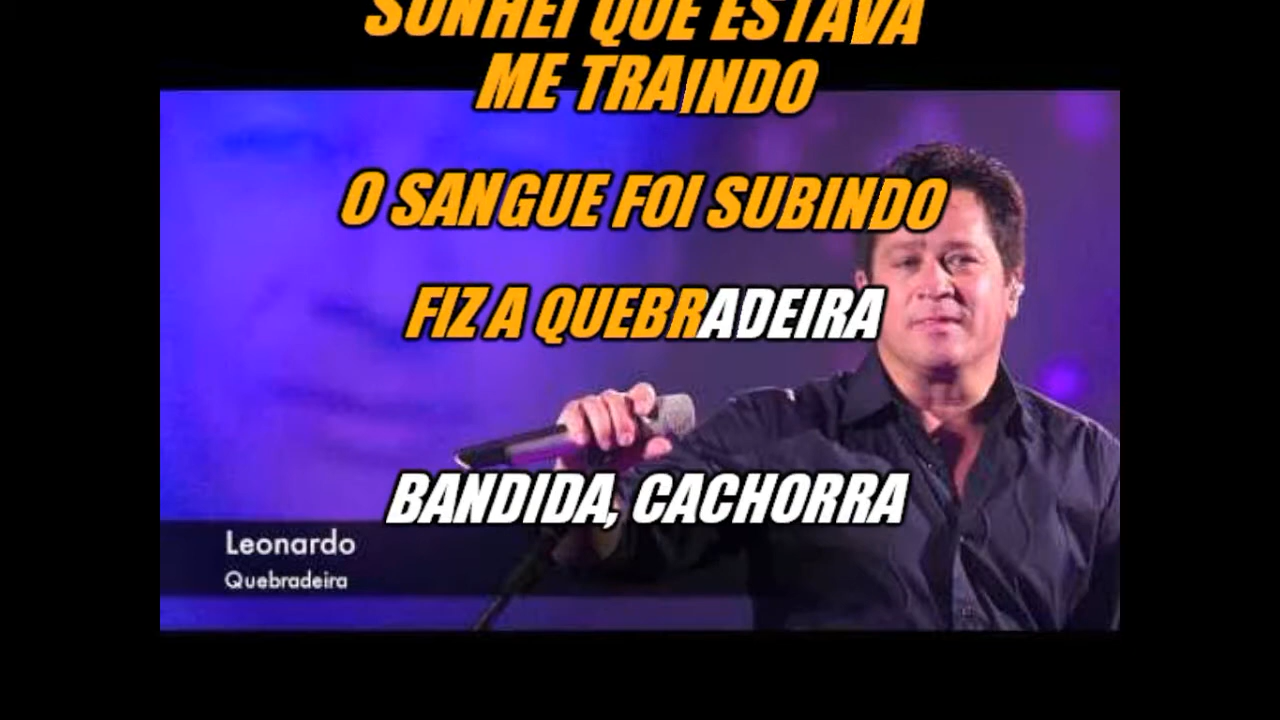 SONHEI QUE ESTAVA
ME TRAINDO
O SANGUE FOI SUBINDO
FIZ A QUEBRADEIRA
BANDIDA, CACHORRA
Leonardo
Quebradeira